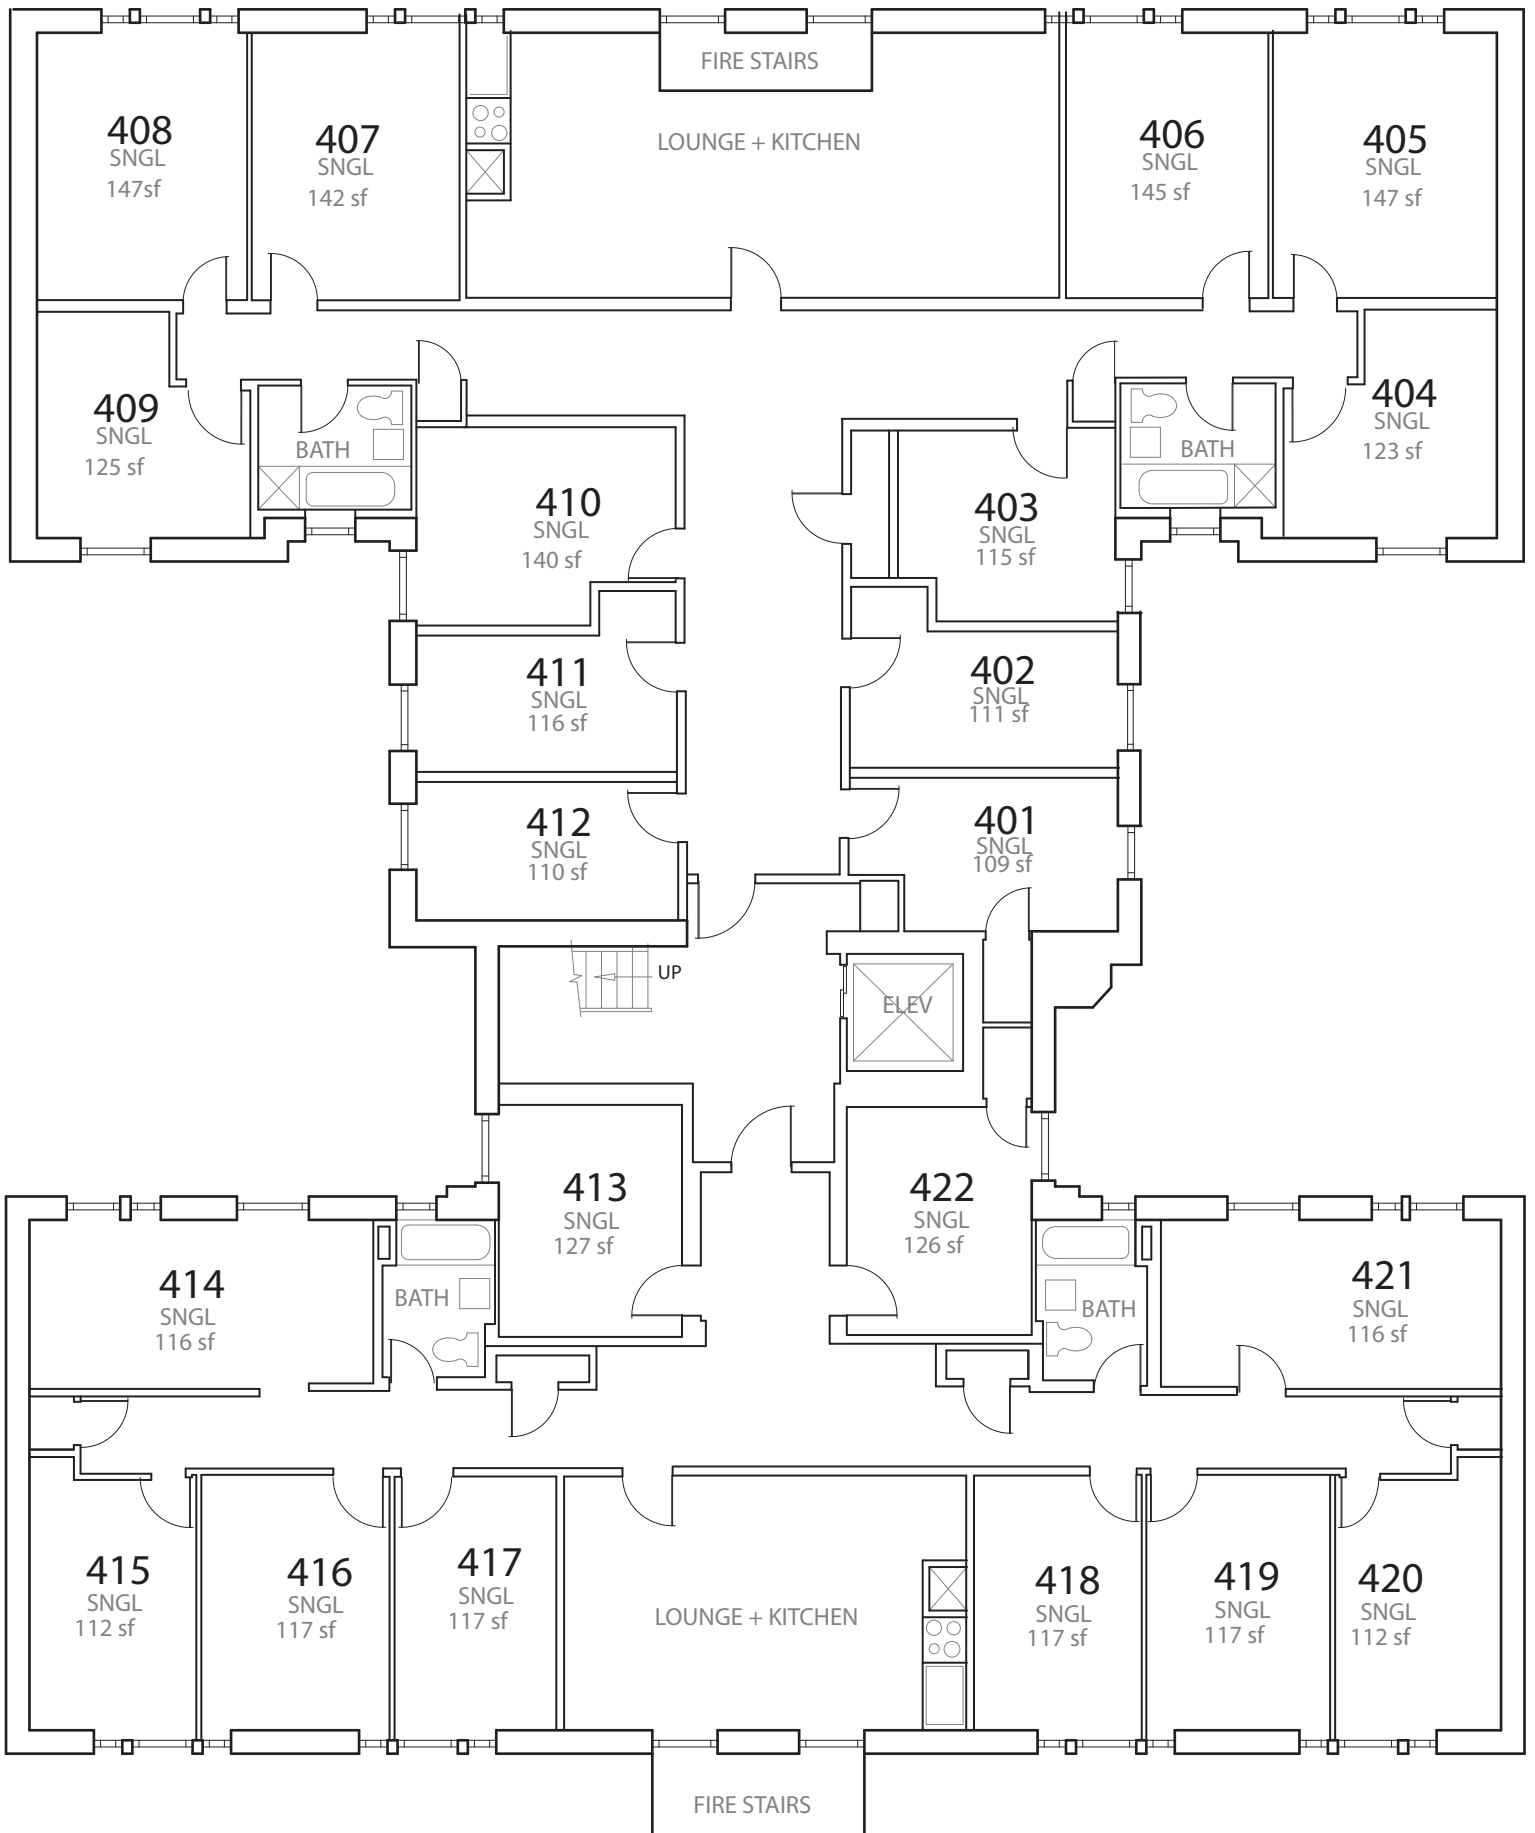 FIRE STAIRS
408
SNGL
147sf
407
SNGL
142 sf
LOUNGE + KITCHEN
406
SNGL
145 sf
405
SNGL
147 sf
409
SNGL
125 sf
BATH
410
SNGL
140 sf
403
SNGL
115 sf
BATH
404
SNGL
123 sf
411
SNGL
116 sf
402
SNGL
111 sf
412
SNGL
110 sf
401
SNGL
109 sf
UP
ELEV
413
SNGL
127 sf
422
SNGL
126 sf
414
SNGL
116 sf
BATH
BATH
421
SNGL
116 sf
415
SNGL
112 sf
416
SNGL
117 sf
417
SNGL
117 sf
LOUNGE + KITCHEN
418
SNGL
117 sf
419
SNGL
117 sf
420
SNGL
112 sf
FIRE STAIRS